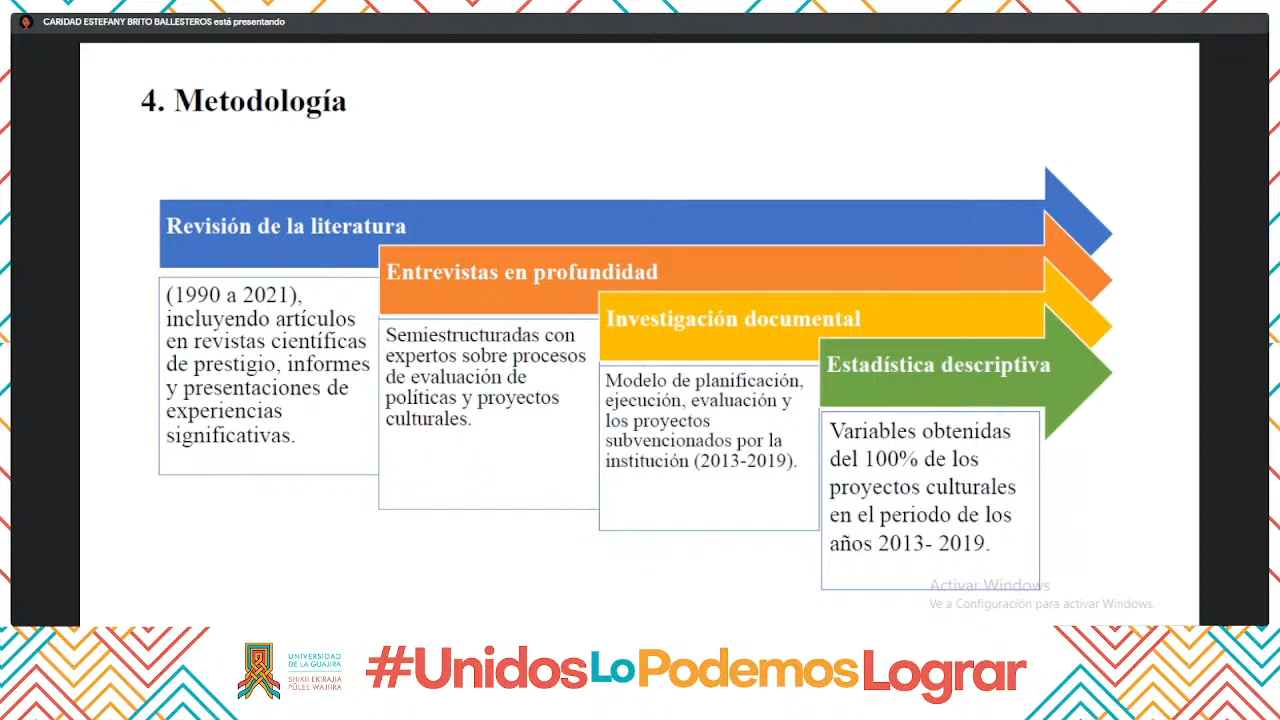 CARIDAD ESTEFANY BRITO BALLESTEROS está presentando
4. Metodología
Revisión de la literatura
(1990 a 2021),
incluyendo artículos
en revistas científicas
de prestigio, informes
y presentaciones de
experiencias
significativas.
Entrevistas en profundidad
Semiestructuradas con
expertos sobre procesos
de evaluación de
políticas y proyectos
culturales.
Investigación documental
Modelo de planificación,
ejecución, evaluación y
los proyectos
subvencionados por la
institución (2013-2019).
Estadística descriptiva
Variables obtenidas
del 100% de los
proyectos culturales
en el periodo de los
años 2013- 2019.
Activar Windows
Ve a Configuración para activar Windows.
UNIVERSIDAD
DE LA GUAJIRA
SHIKII EKIRAJIA
PÜLEE WAJIIRA
#UnidosLoPodemosLograr